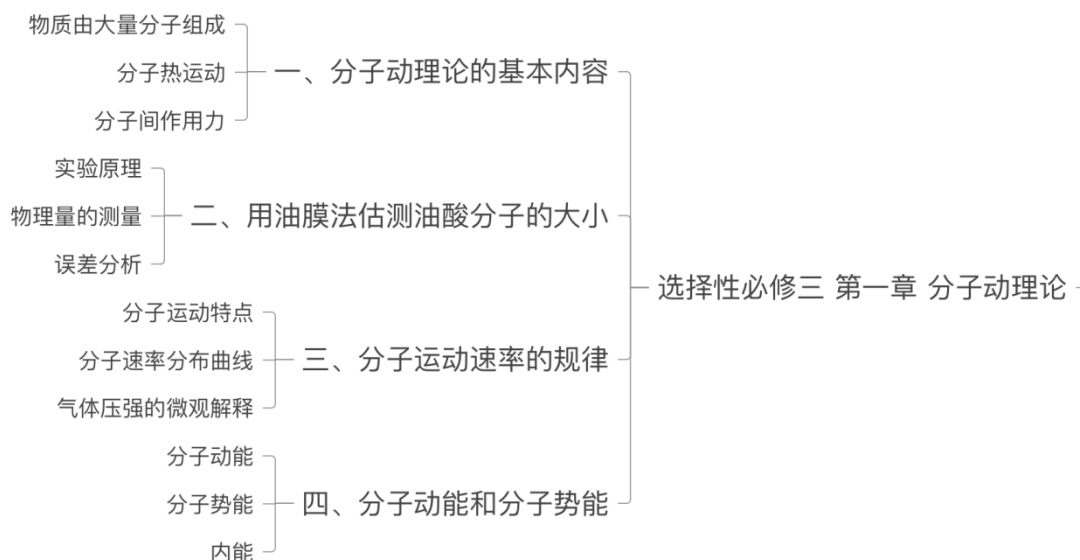 选择性必修三 第一章 分子动理论
一、分子动理论的基本内容
物质由大量分子组成
分子热运动
分子间作用力
二、用油膜法估测油酸分子的大小
实验原理
物理量的测量
误差分析
三、分子运动速率的规律
分子运动特点
分子速率分布曲线
气体压强的微观解释
四、分子动能和分子势能
分子动能
分子势能
内能